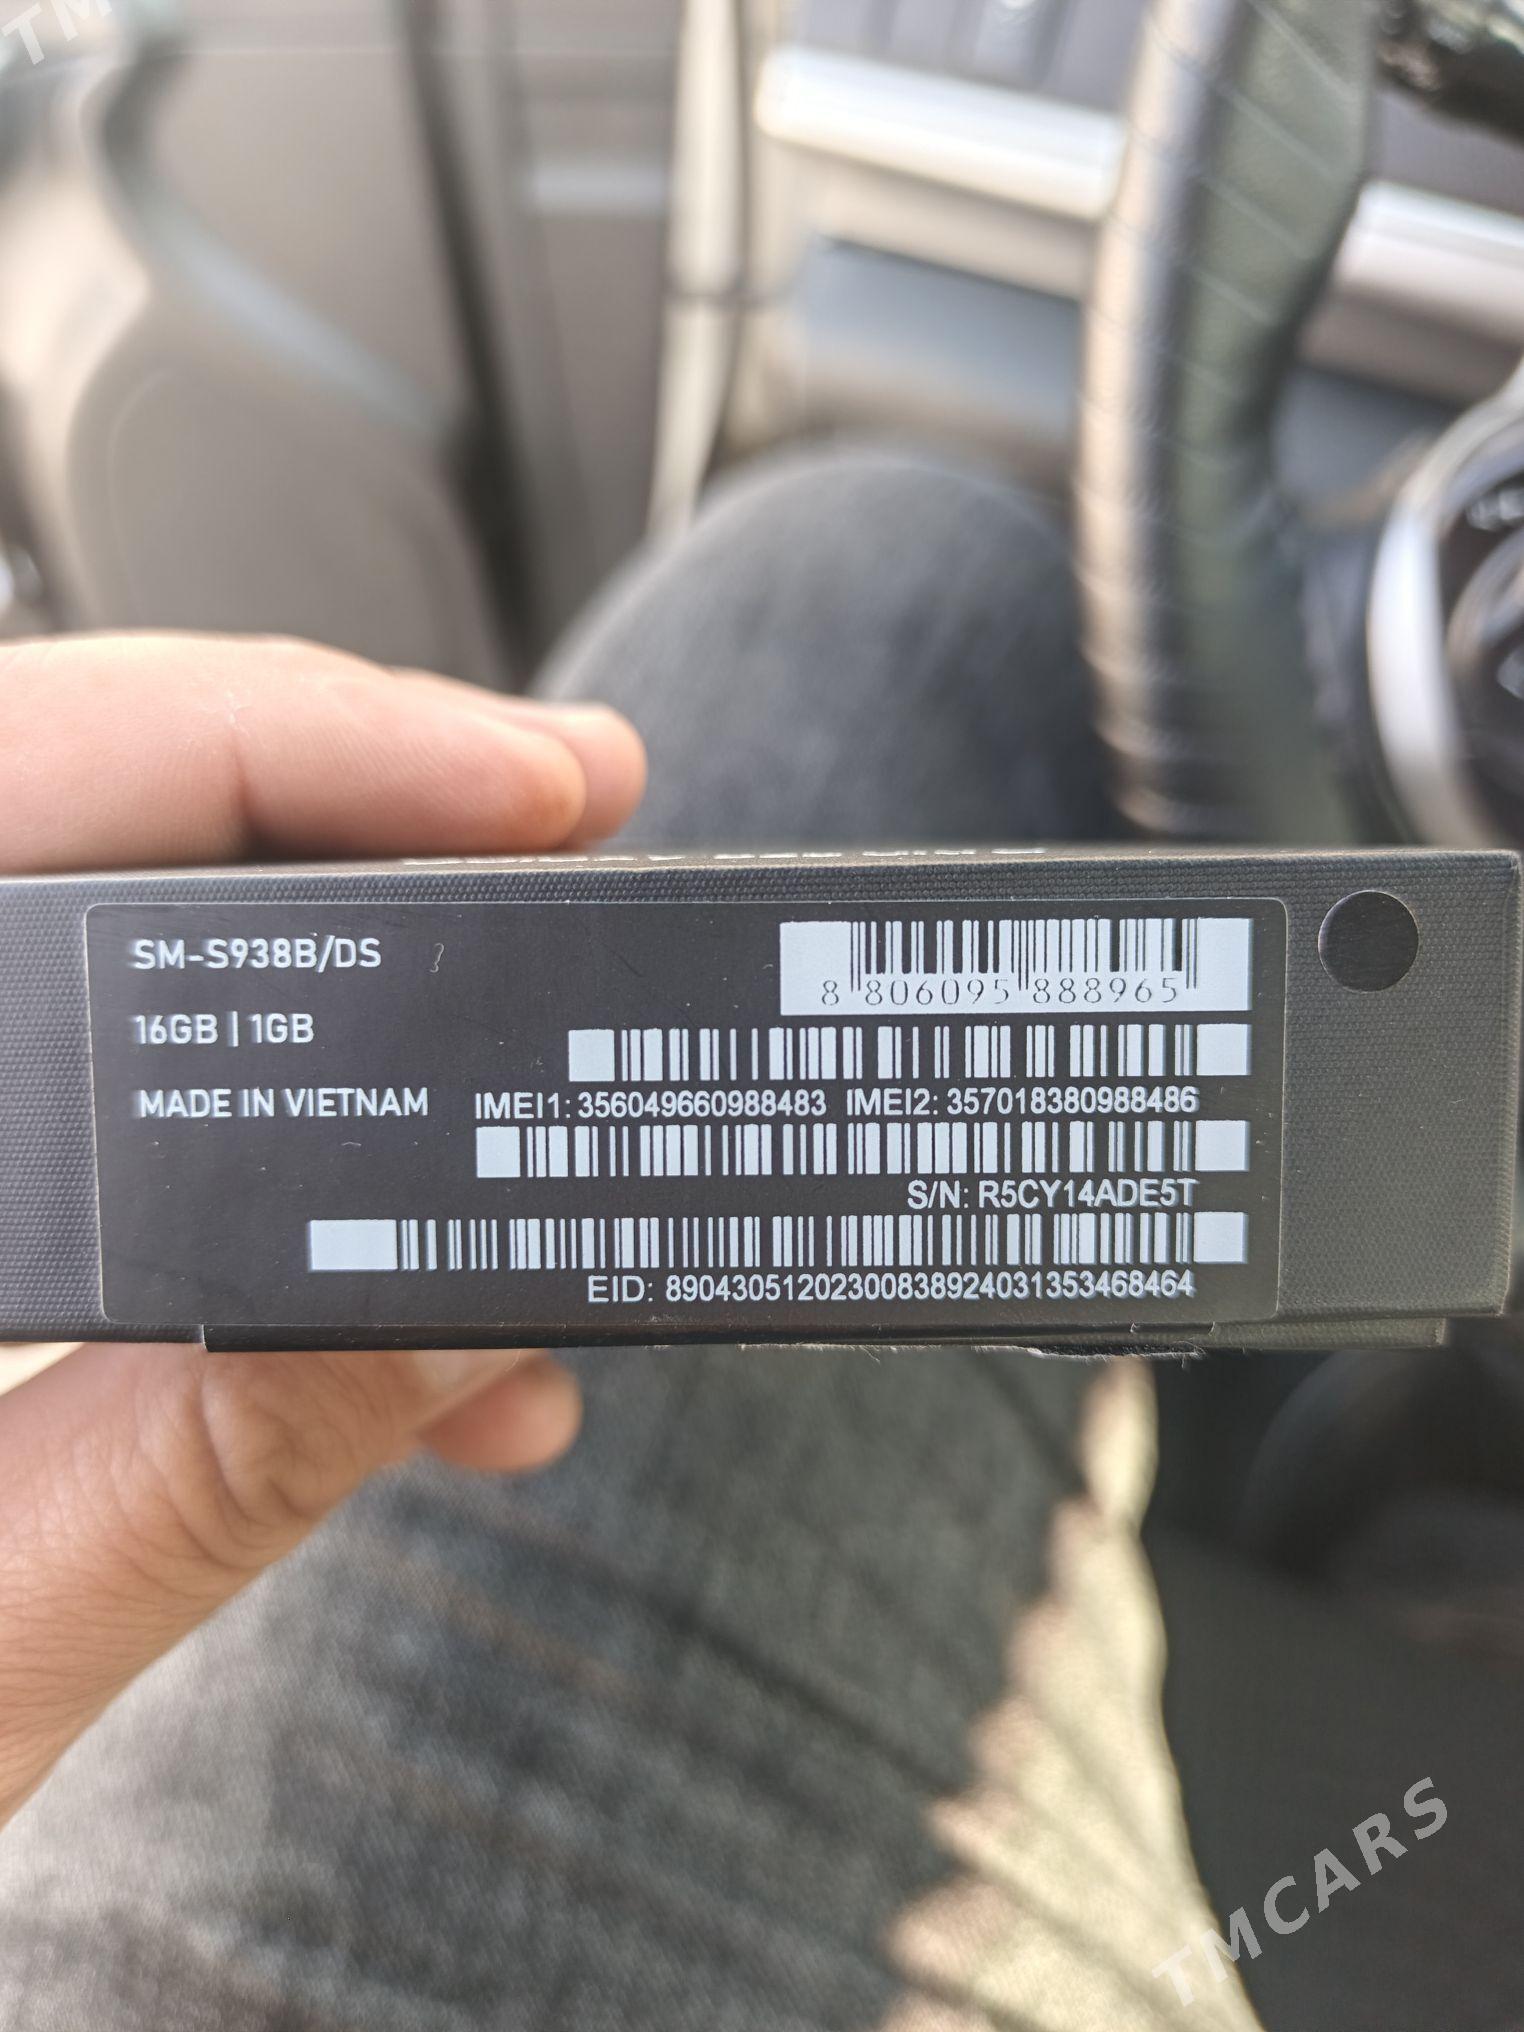 SM-S938B/DS
16GB | 1GB
MADE IN VIETNAM
8 806095 888965
IMEI1: 356049660988483 IMEI2: 357018380988486
S/N: R5CY14ADE5T
EID: 89043051202300838924031353468464
TMCARS